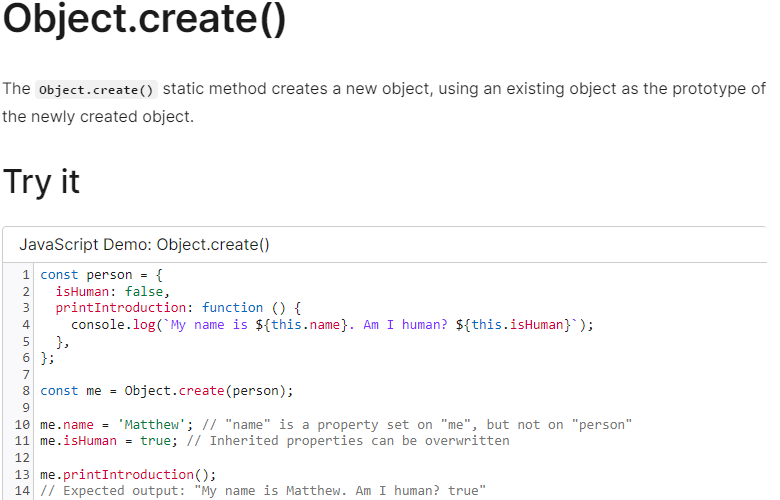 Object.create()
The Object.create() static method creates a new object, using an existing object as the prototype of
the newly created object.
Try it
JavaScript Demo: Object.create()
1 const person = {
2   isHuman: false,
3   printIntroduction: function () {
4     console.log(`My name is ${this.name}. Am I human? ${this.isHuman}`);
5   },
6 };
7
8 const me = Object.create(person);
9
10 me.name = 'Matthew'; // "name" is a property set on "me", but not on "person"
11 me.isHuman = true; // Inherited properties can be overwritten
12
13 me.printIntroduction();
14 // Expected output: "My name is Matthew. Am I human? true"